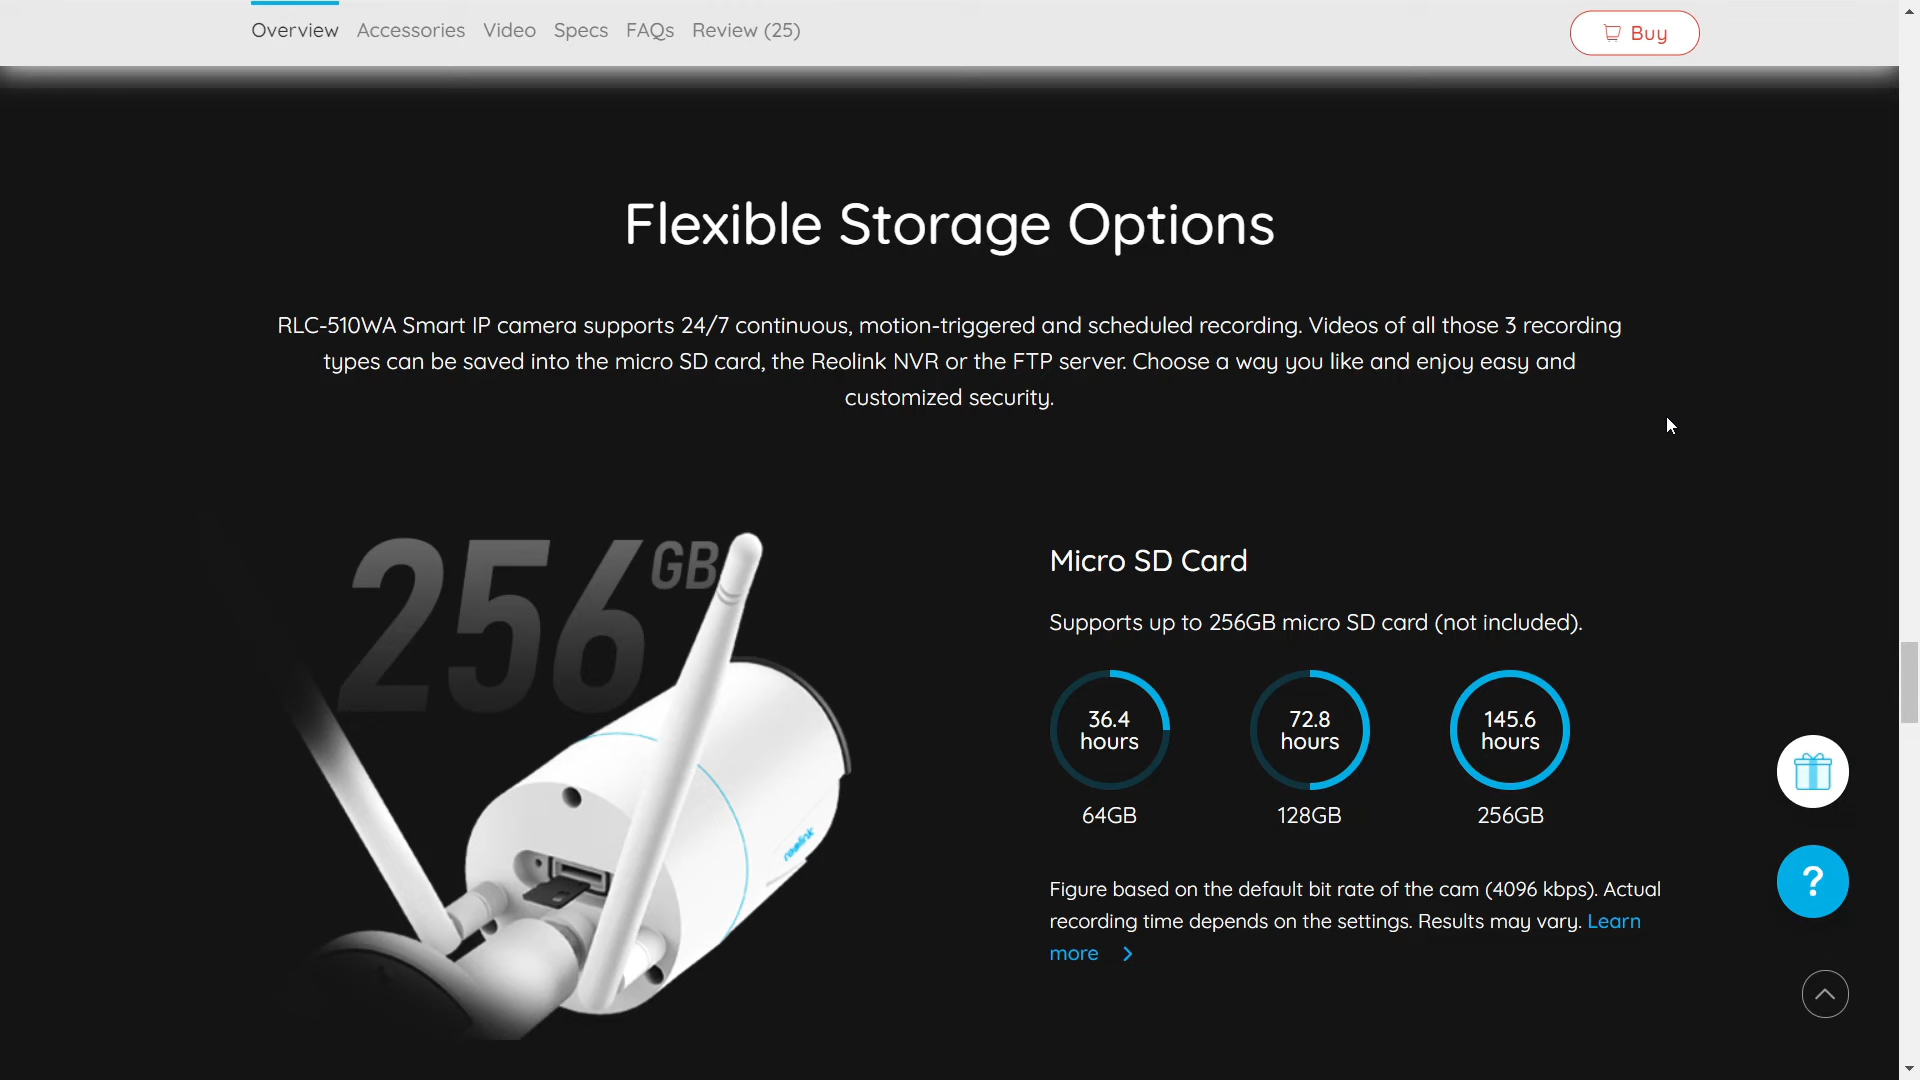 Overview Accessories Video Specs FAQs Review (25)
Buy
Flexible Storage Options
RLC-510WA Smart IP camera supports 24/7 continuous, motion-triggered and scheduled recording. Videos of all those 3 recording
types can be saved into the micro SD card, the Reolink NVR or the FTP server. Choose a way you like and enjoy easy and
customized security.
256GB
reolink
Micro SD Card
Supports up to 256GB micro SD card (not included).
36.4 hours
72.8 hours
145.6 hours
64GB
128GB
256GB
Figure based on the default bit rate of the cam (4096 kbps). Actual
recording time depends on the settings. Results may vary. Learn
more >
?